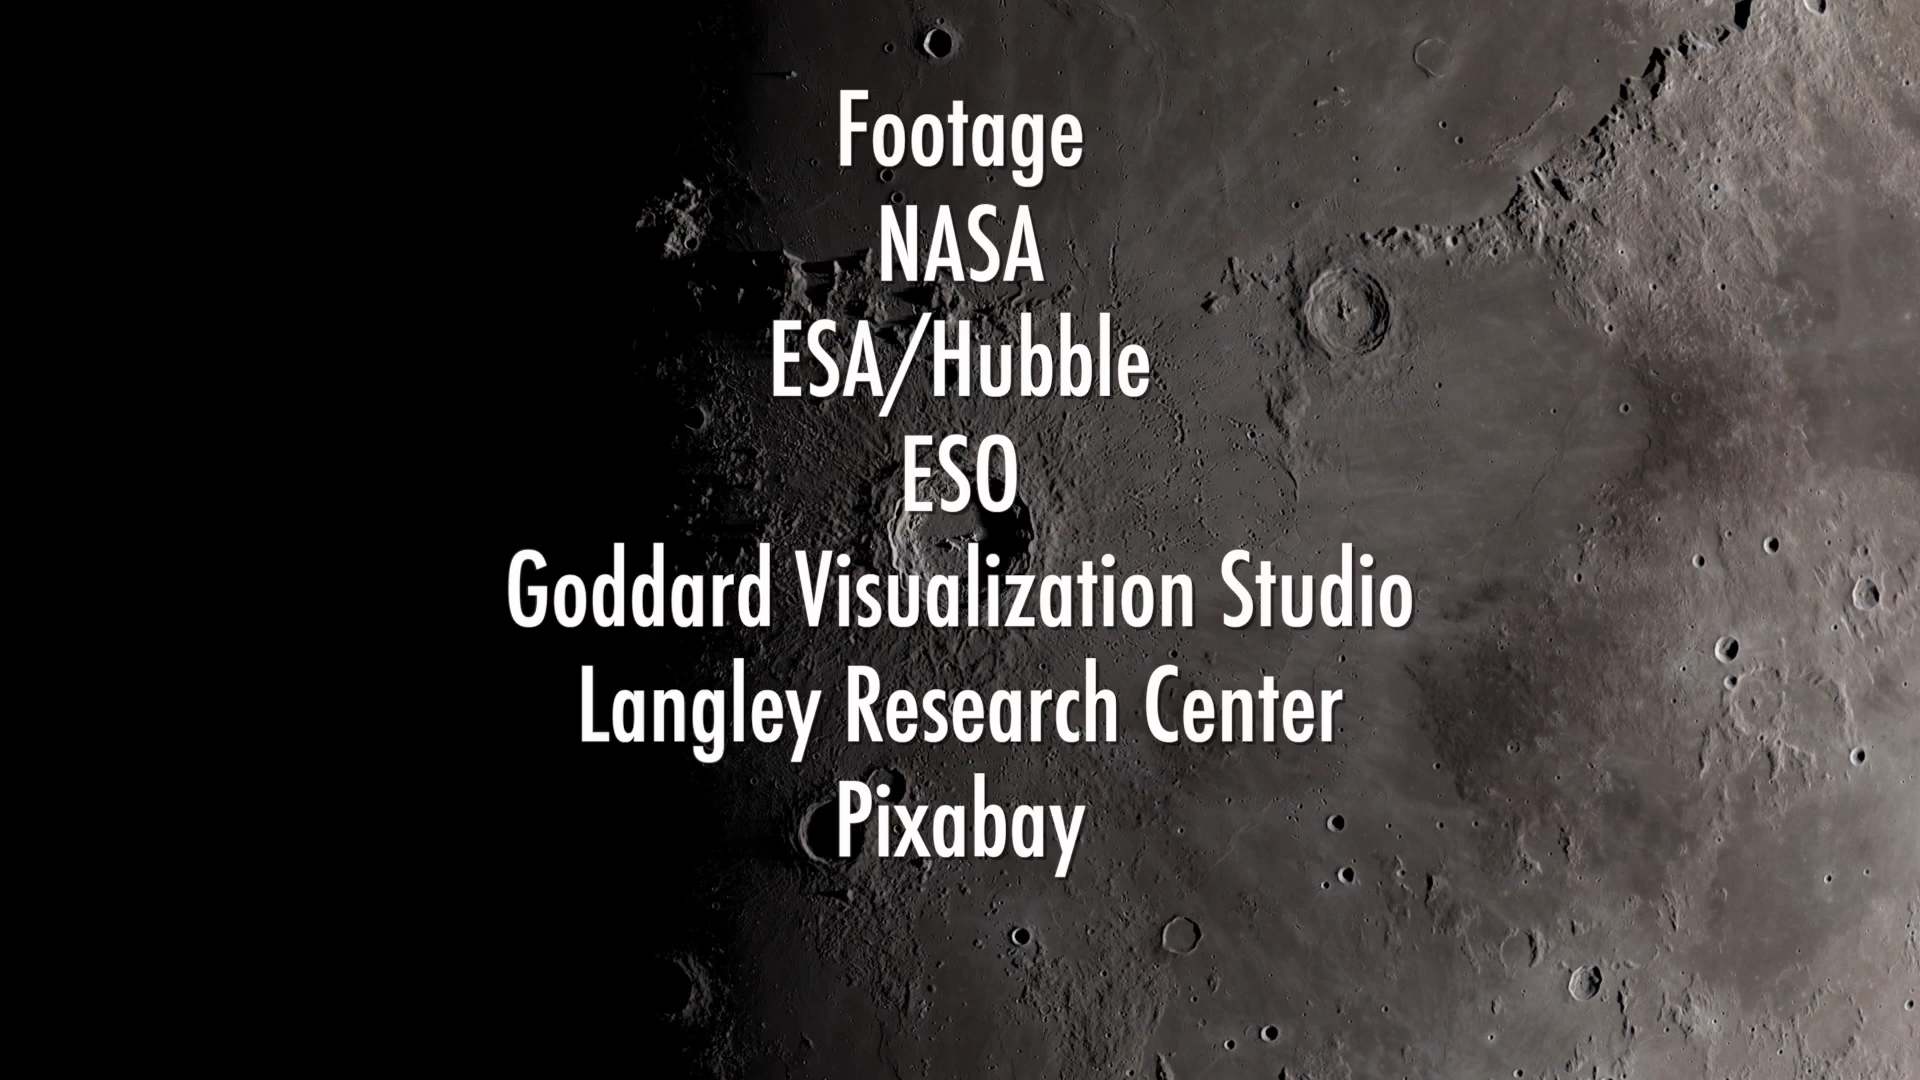 Footage
NASA
ESA/Hubble
ESO
Goddard Visualization Studio
Langley Research Center
Pixabay